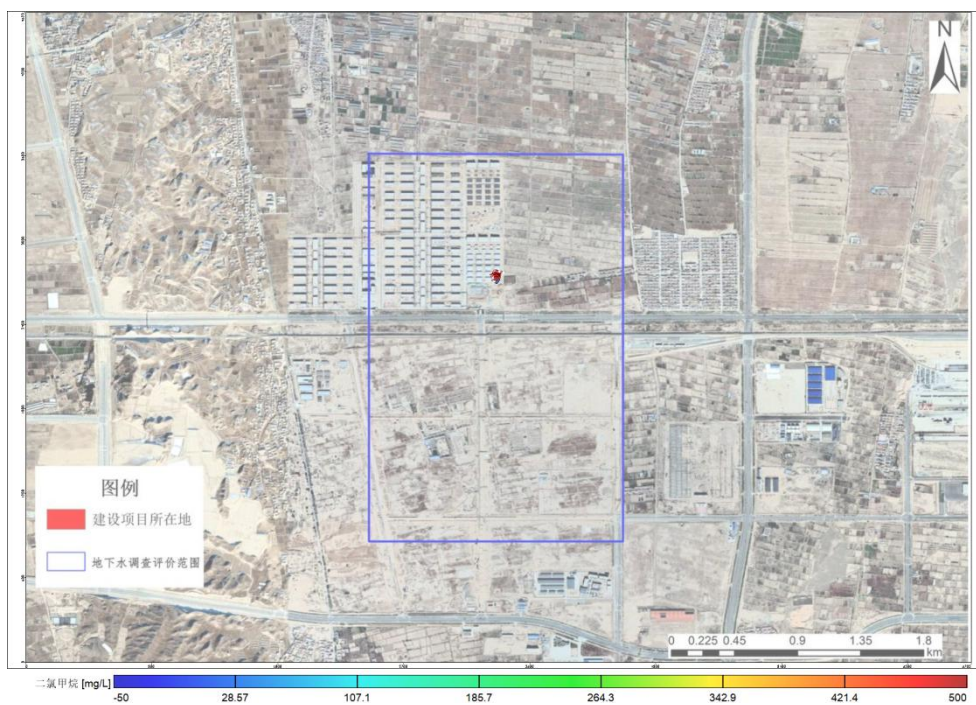 N
图例
建设项目所在地
地下水调查评价范围
0 0.225 0.45 0.9 1.35 1.8
km
二氯甲烷 [mg/L]
-50 28.57 107.1 185.7 264.3 342.9 421.4 500